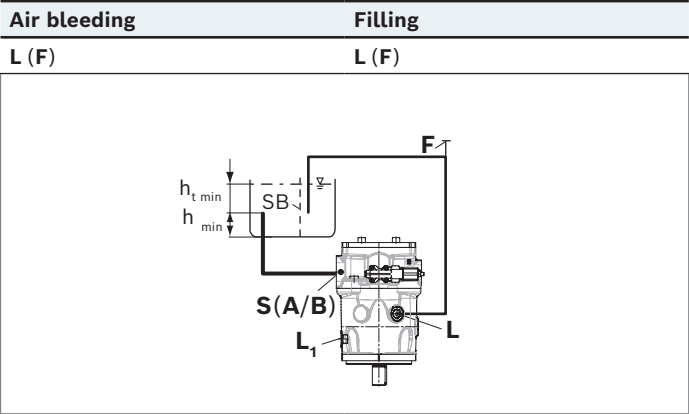 Air bleeding Filling
L (F) L (F)
F
h t min
SB
h min
S(A/B)
L
L1